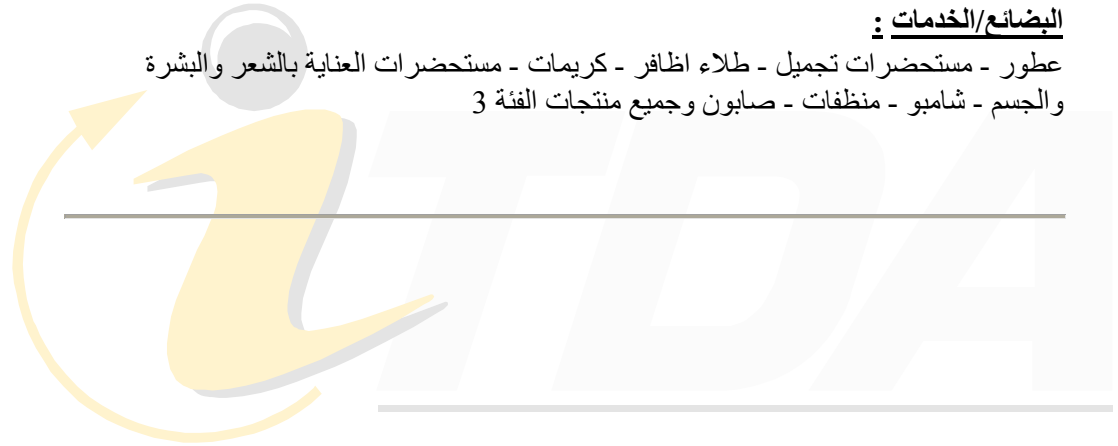 البضائع/الخدمات :
عطور - مستحضرات تجميل - طلاء اظافر - كريمات - مستحضرات العناية بالشعر والبشرة
والجسم - شامبو - منظفات - صابون وجميع منتجات الفئة 3
iTDA